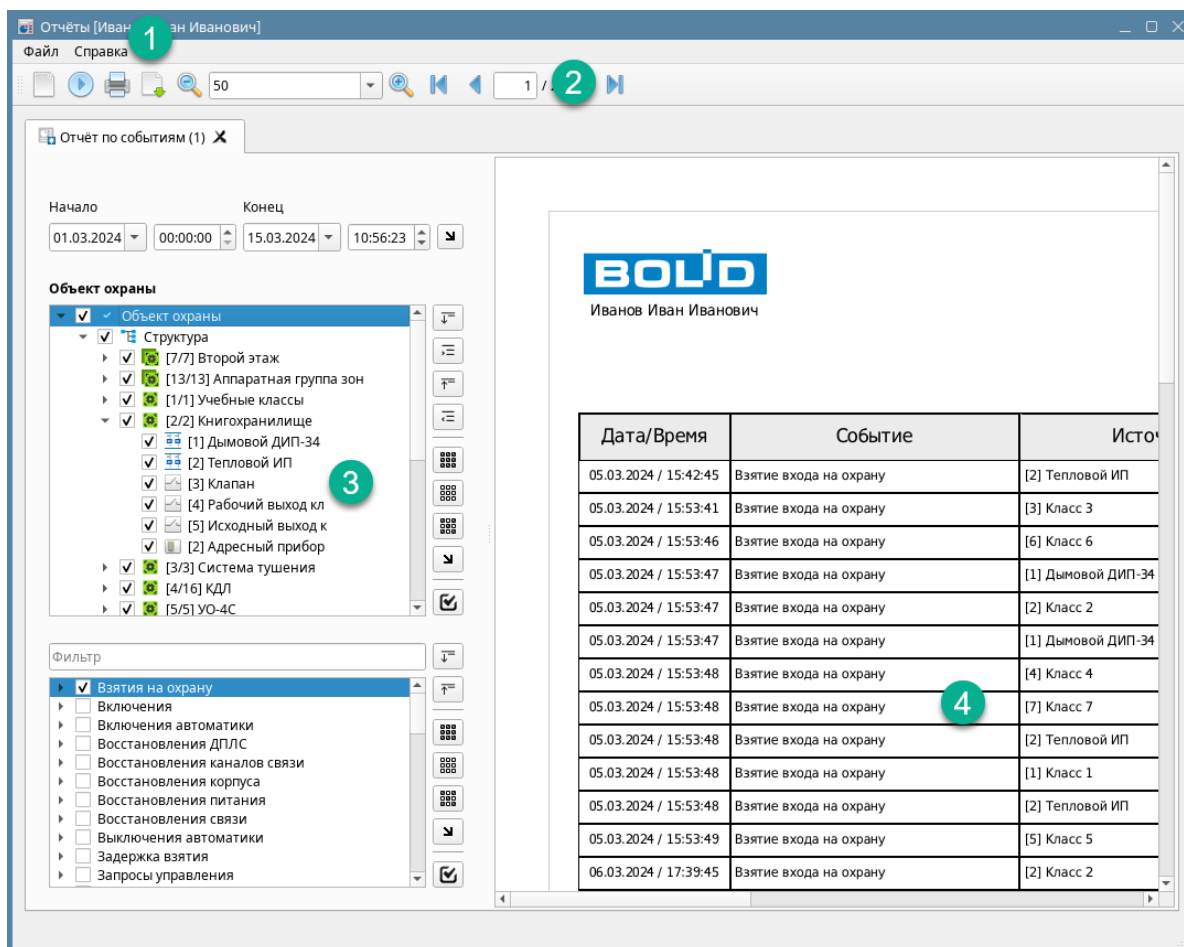 Отчёты [Иван ан Иванович]
1
Файл Справка
50
1 /
2
Отчёт по событиям (1)
Начало Конец
01.03.2024 00:00:00 15.03.2024 10:56:23
Объект охраны
Объект охраны
Структура
[7/7] Второй этаж
[13/13] Аппаратная группа зон
[1/1] Учебные классы
[2/2] Книгохранилище
[1] Дымовой ДИП-34
[2] Тепловой ИП
[3] Клапан
3
[4] Рабочий выход кл
[5] Исходный выход к
[2] Адресный прибор
[3/3] Система тушения
[4/16] КДЛ
[5/5] УО-4С
Фильтр
Взятия на охрану
Включения
Включения автоматики
Восстановления ДПЛС
Восстановления каналов связи
Восстановления корпуса
Восстановления питания
Восстановления связи
Выключения автоматики
Задержка взятия
Запросы управления
BOLID
Иванов Иван Иванович
Дата/Время Событие Источ
05.03.2024 / 15:42:45 Взятие входа на охрану [2] Тепловой ИП
05.03.2024 / 15:53:41 Взятие входа на охрану [3] Класс 3
05.03.2024 / 15:53:46 Взятие входа на охрану [6] Класс 6
05.03.2024 / 15:53:47 Взятие входа на охрану [1] Дымовой ДИП-34
05.03.2024 / 15:53:47 Взятие входа на охрану [2] Класс 2
05.03.2024 / 15:53:47 Взятие входа на охрану [1] Дымовой ДИП-34
05.03.2024 / 15:53:48 Взятие входа на охрану [4] Класс 4
05.03.2024 / 15:53:48 Взятие входа на охрану [7] Класс 7
4
05.03.2024 / 15:53:48 Взятие входа на охрану [2] Тепловой ИП
05.03.2024 / 15:53:48 Взятие входа на охрану [1] Класс 1
05.03.2024 / 15:53:48 Взятие входа на охрану [2] Тепловой ИП
05.03.2024 / 15:53:49 Взятие входа на охрану [5] Класс 5
06.03.2024 / 17:39:45 Взятие входа на охрану [2] Класс 2